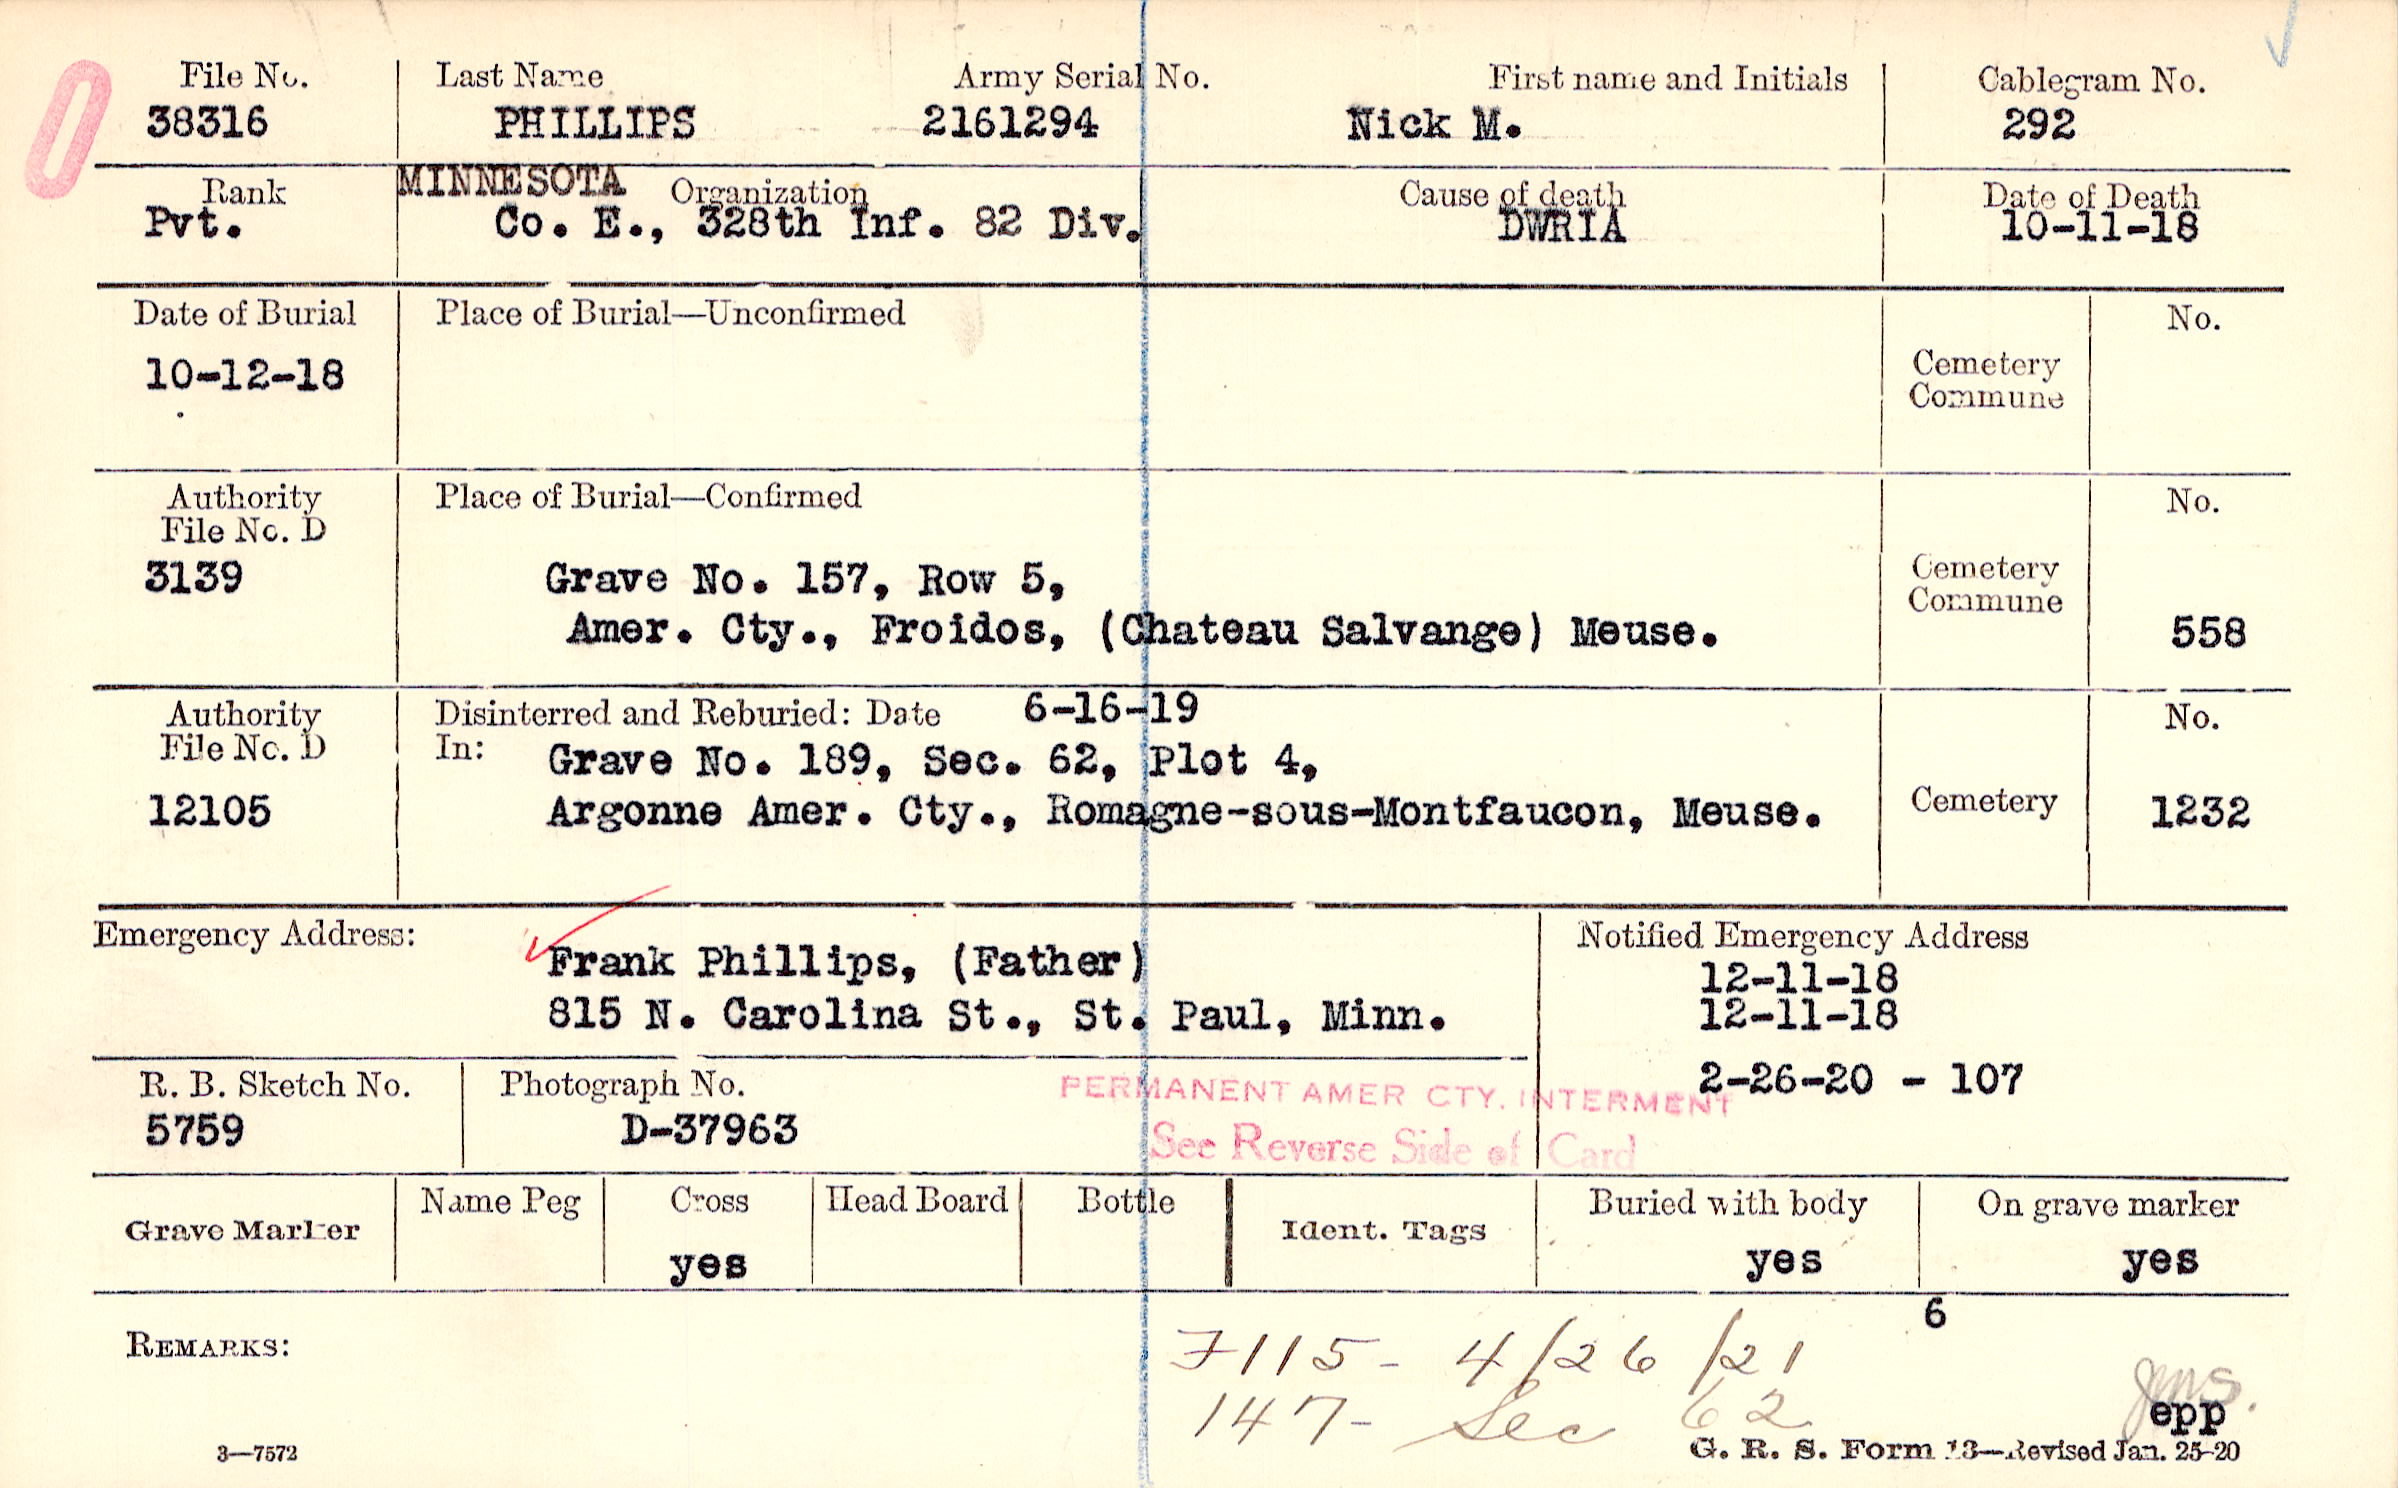 File No. Last Name Army Serial No. First name and Initials Cablegram No.
38316 PHILLIPS 2161294 Nick M. 292
Rank MINNESOTA Organization Cause of death Date of Death
Pvt. Co. E., 328th Inf. 82 Div. DWRIA 10-11-18
Date of Burial Place of Burial—Unconfirmed No.
10-12-18 Cemetery
Commune
Authority Place of Burial—Confirmed No.
File No. D
3139 Grave No. 157, Row 5, Cemetery
Commune
Amer. Cty., Froidos, (Chateau Salvange) Meuse. 558
Authority Disinterred and Reburied: Date 6-16-19 No.
File No. D In: Grave No. 189, Sec. 62, Plot 4,
12105 Argonne Amer. Cty., Romagne-sous-Montfaucon, Meuse. Cemetery 1232
Emergency Address: Notified Emergency Address
Frank Phillips, (Father) 12-11-18
815 N. Carolina St., St. Paul, Minn. 12-11-18
R. B. Sketch No. Photograph No. PERMANENT AMER CTY. INTERMENT 2-26-20 - 107
5759 D-37963 See Reverse Side of Card
Grave Marker Name Peg Cross Head Board Bottle Ident. Tags Buried with body On grave marker
yes yes yes
6
REMARKS: F115- 4/26/21
147- Sec 62 jms.
epp
3—7572 G. R. S. Form 13—Revised Jan. 25-20